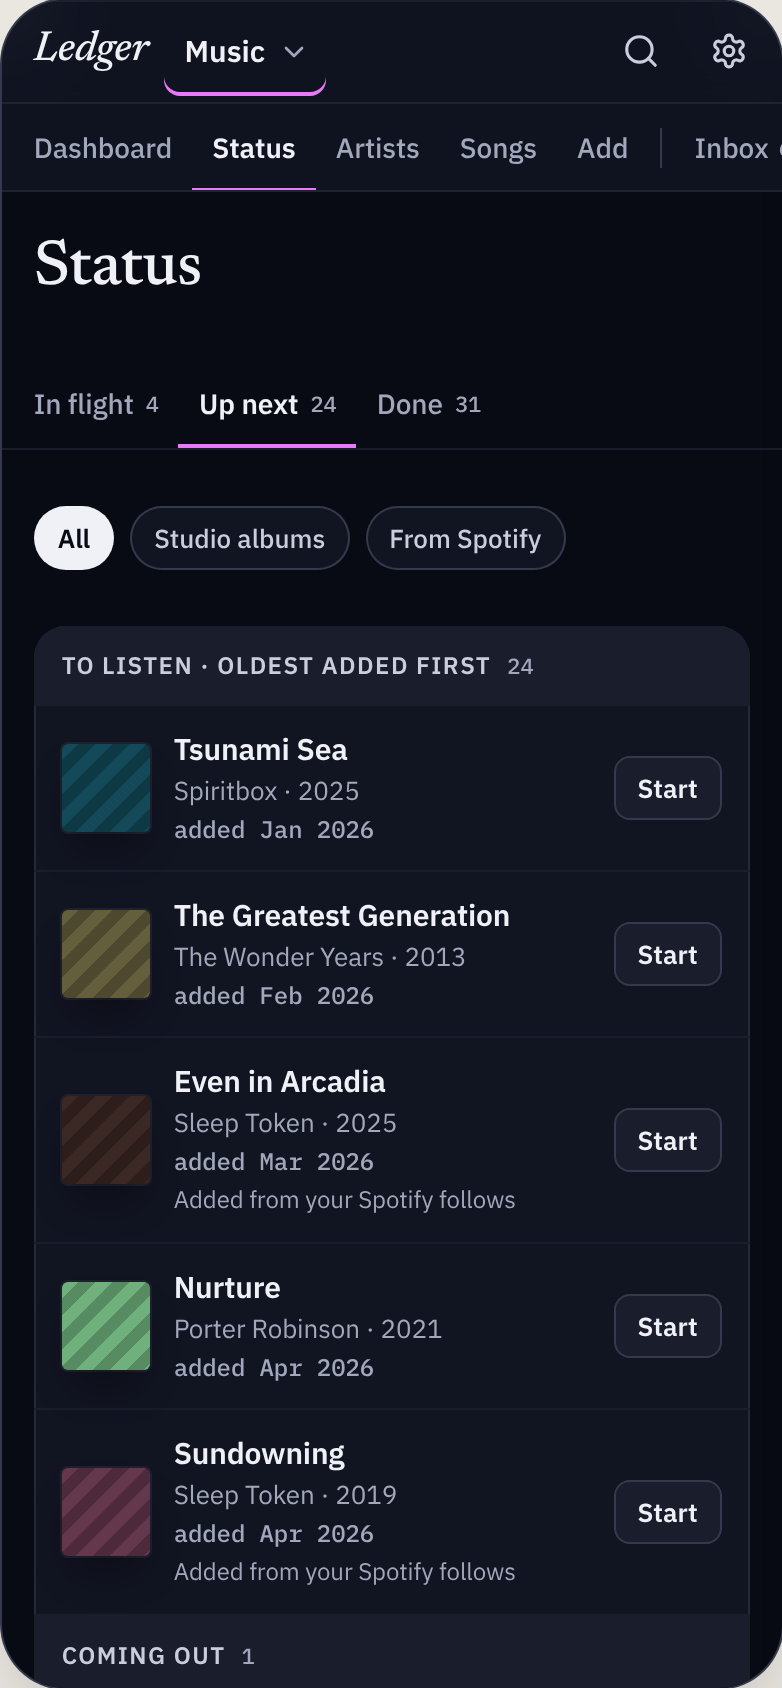 Ledger Music
Dashboard Status Artists Songs Add Inbox
Status
In flight 4 Up next 24 Done 31
All Studio albums From Spotify
TO LISTEN · OLDEST ADDED FIRST 24
Tsunami Sea
Spiritbox · 2025
added Jan 2026
Start
The Greatest Generation
The Wonder Years · 2013
added Feb 2026
Start
Even in Arcadia
Sleep Token · 2025
added Mar 2026
Added from your Spotify follows
Start
Nurture
Porter Robinson · 2021
added Apr 2026
Start
Sundowning
Sleep Token · 2019
added Apr 2026
Added from your Spotify follows
Start
COMING OUT 1